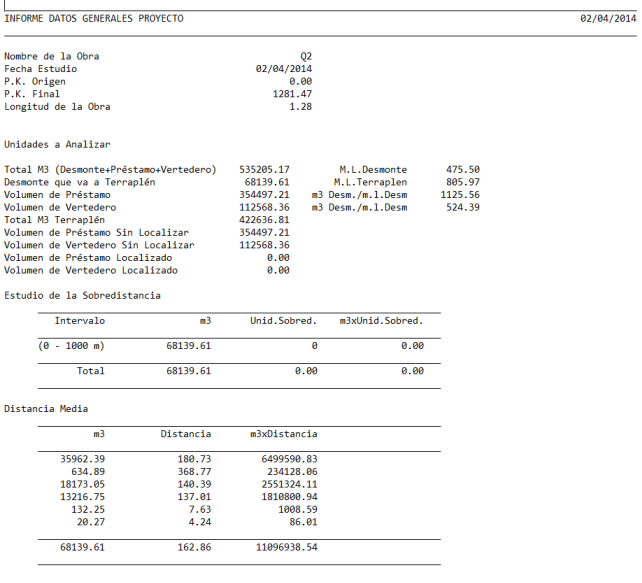 INFORME DATOS GENERALES PROYECTO 02/04/2014
Nombre de la Obra Q2
Fecha Estudio 02/04/2014
P.K. Origen 0.00
P.K. Final 1281.47
Longitud de la Obra 1.28
Unidades a Analizar
Total M3 (Desmonte+Préstamo+Vertedero) 535205.17 M.L.Desmonte 475.50
Desmonte que va a Terraplén 68139.61 M.L.Terraplen 805.97
Volumen de Préstamo 354497.21 m3 Desm./m.l.Desm 1125.56
Volumen de Vertedero 112568.36 m3 Desm./m.l.Desm 524.39
Total M3 Terraplén 422636.81
Volumen de Préstamo Sin Localizar 354497.21
Volumen de Vertedero Sin Localizar 112568.36
Volumen de Préstamo Localizado 0.00
Volumen de Vertedero Localizado 0.00
Estudio de la Sobredistancia
Intervalo m3 Unid.Sobred. m3xUnid.Sobred.
(0 - 1000 m) 68139.61 0 0.00
Total 68139.61 0.00 0.00
Distancia Media
m3 Distancia m3xDistancia
35962.39 180.73 6499590.83
634.89 368.77 234128.06
18173.05 140.39 2551324.11
13216.75 137.01 1810800.94
132.25 7.63 1008.59
20.27 4.24 86.01
68139.61 162.86 11096938.54